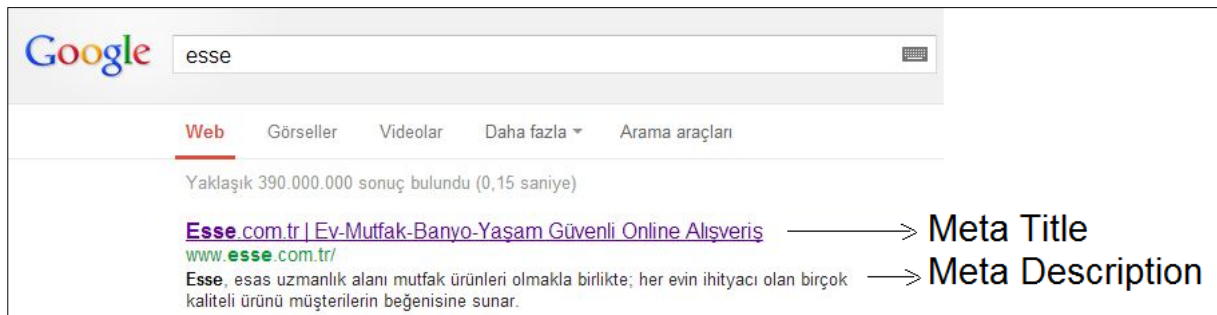 Google esse
Web Görseller Videolar Daha fazla Arama araçları
Yaklaşık 390.000.000 sonuç bulundu (0,15 saniye)
Esse.com.tr | Ev-Mutfak-Banyo-Yaşam Güvenli Online Alışveriş
Meta Title
www.esse.com.tr/
Esse, esas uzmanlık alanı mutfak ürünleri olmakla birlikte; her evin ihityacı olan birçok
Meta Description
kaliteli ürünü müşterilerin beğenisine sunar.